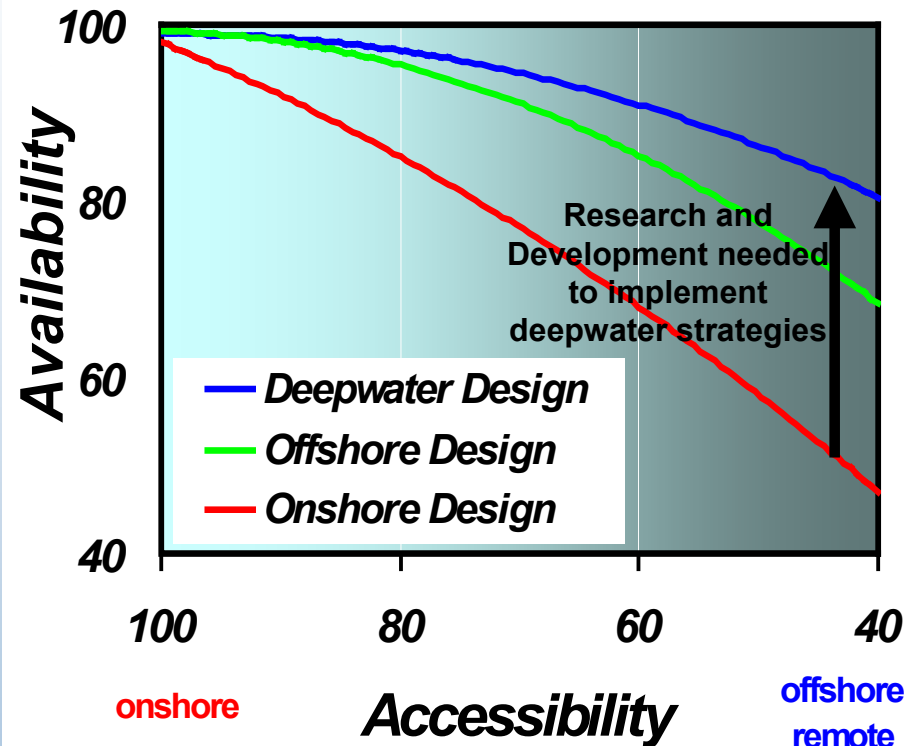 100
80
60
40
Availability
Research and
Development needed
to implement
deepwater strategies
Deepwater Design
Offshore Design
Onshore Design
100
80
60
40
onshore
Accessibility
offshore
remote